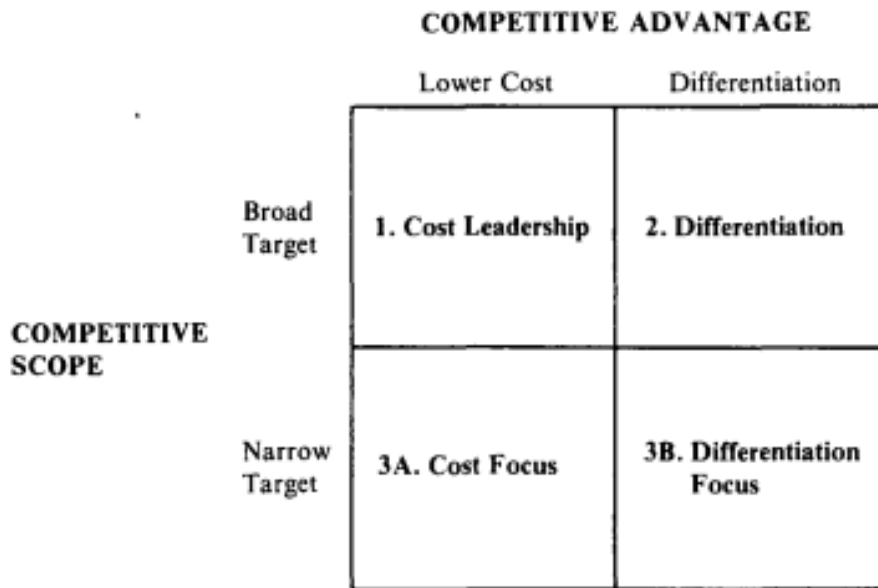 COMPETITIVE ADVANTAGE
Lower Cost
Differentiation
Broad
Target
1. Cost Leadership
2. Differentiation
COMPETITIVE
SCOPE
Narrow
Target
3A. Cost Focus
3B. Differentiation
Focus